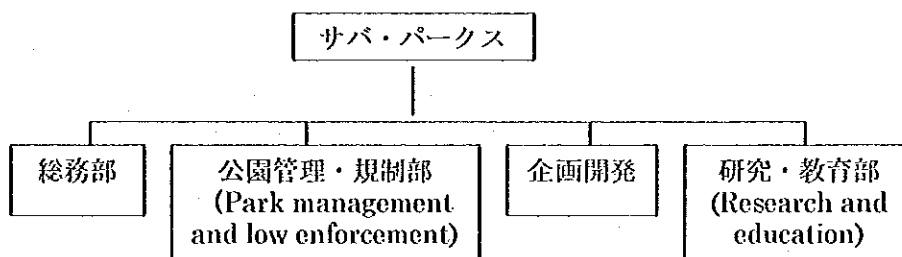 サバ・パークス
総務部
公園管理・規制部
(Park management
and low enforcement)
企画開発
研究・教育部
(Research and
education)